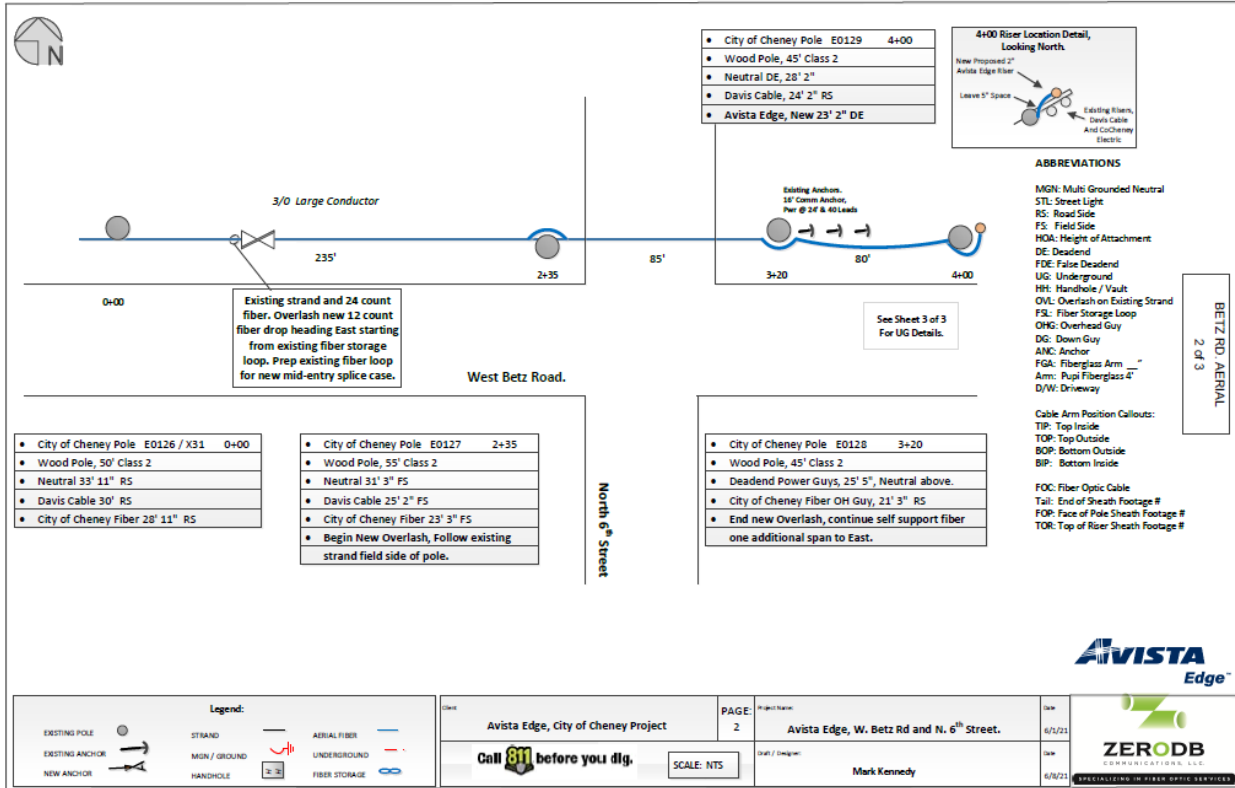 N
• City of Cheney Pole E0129 4+00
• Wood Pole, 45' Class 2
• Neutral DE, 28' 2"
• Davis Cable, 24' 2" RS
• Avista Edge, New 23' 2" DE
4+00 Riser Location Detail,
Looking North.
New Proposed 2"
Avista Edge Riser
Leave 5" Space
Existing Risers,
Davis Cable
And CoCheney
Electric
3/0 Large Conductor
Existing Anchors.
16' Comm Anchor,
Pwr @ 24' & 40 Leads
235'
85'
80'
0+00
2+35
3+20
4+00
Existing strand and 24 count
fiber. Overlash new 12 count
fiber drop heading East starting
from existing fiber storage
loop. Prep existing fiber loop
for new mid-entry splice case.
See Sheet 3 of 3
For UG Details.
West Betz Road.
North 6th Street
ABBREVIATIONS
MGN: Multi Grounded Neutral
STL: Street Light
RS: Road Side
FS: Field Side
HOA: Height of Attachment
DE: Deadend
FDE: False Deadend
UG: Underground
HH: Handhole / Vault
OVL: Overlash on Existing Strand
FSL: Fiber Storage Loop
OHG: Overhead Guy
DG: Down Guy
ANC: Anchor
FGA: Fiberglass Arm __"
Arm: Pupi Fiberglass 4'
D/W: Driveway
Cable Arm Position Callouts:
TIP: Top Inside
TOP: Top Outside
BOP: Bottom Outside
BIP: Bottom Inside
FOC: Fiber Optic Cable
Tail: End of Sheath Footage #
FOP: Face of Pole Sheath Footage #
TOR: Top of Riser Sheath Footage #
BETZ RD. AERIAL
2 of 3
• City of Cheney Pole E0126 / X31 0+00
• Wood Pole, 50' Class 2
• Neutral 33' 11" RS
• Davis Cable 30' RS
• City of Cheney Fiber 28' 11" RS
• City of Cheney Pole E0127 2+35
• Wood Pole, 55' Class 2
• Neutral 31' 3" FS
• Davis Cable 25' 2" FS
• City of Cheney Fiber 23' 3" FS
• Begin New Overlash, Follow existing
strand field side of pole.
• City of Cheney Pole E0128 3+20
• Wood Pole, 45' Class 2
• Deadend Power Guys, 25' 5", Neutral above.
• City of Cheney Fiber OH Guy, 21' 3" RS
• End new Overlash, continue self support fiber
one additional span to East.
AVISTA
Edge™
Legend:
EXISTING POLE
EXISTING ANCHOR
NEW ANCHOR
STRAND
MGN / GROUND
HANDHOLE
AERIAL FIBER
UNDERGROUND
FIBER STORAGE
Client
Avista Edge, City of Cheney Project
PAGE:
2
Project Name:
Avista Edge, W. Betz Rd and N. 6th Street.
Date
6/1/21
Call 811 before you dig.
SCALE: NTS
Draft / Designer:
Mark Kennedy
Date
6/8/21
ZERODB
COMMUNICATIONS, LLC.
SPECIALIZING IN FIBER OPTIC SERVICES